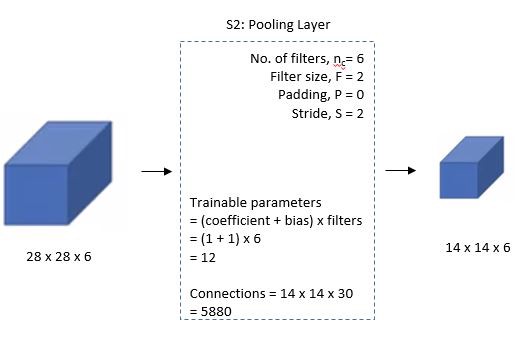 S2: Pooling Layer
No. of filters, nc= 6
Filter size, F = 2
Padding, P = 0
Stride, S = 2
Trainable parameters
= (coefficient + bias) x filters
= (1 + 1) x 6
= 12
Connections = 14 x 14 x 30
= 5880
28 x 28 x 6
14 x 14 x 6